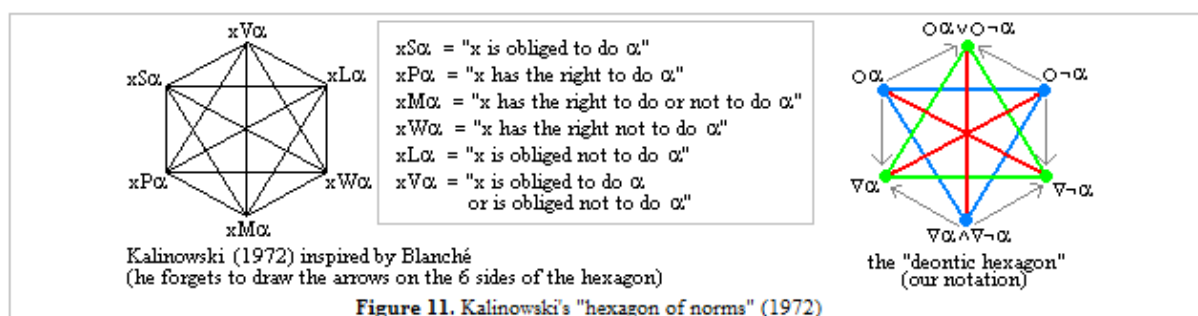 xVα
xSα
xLα
xPα
xWα
xMα
xSα = "x is obliged to do α"
xPα = "x has the right to do α"
xMα = "x has the right to do or not to do α"
xWα = "x has the right not to do α"
xLα = "x is obliged not to do α"
xVα = "x is obliged to do α
or is obliged not to do α"
Oα∨O¬α
Oα
O¬α
∇α
∇¬α
∇α∧∇¬α
Kalinowski (1972) inspired by Blanché
(he forgets to draw the arrows on the 6 sides of the hexagon)
the "deontic hexagon"
(our notation)
Figure 11. Kalinowski's "hexagon of norms" (1972)